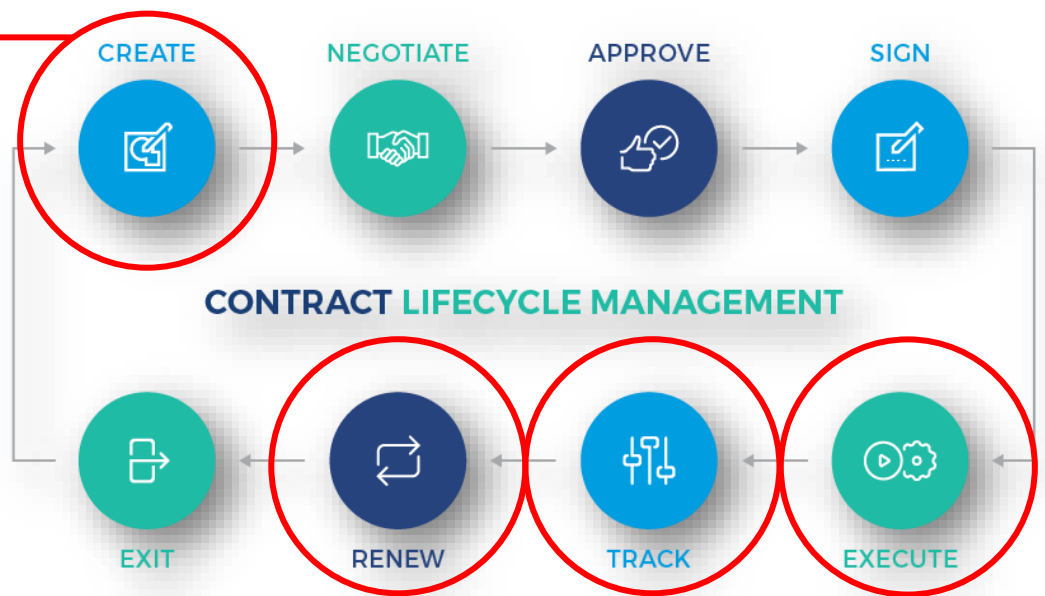 CREATE NEGOTIATE APPROVE SIGN
CONTRACT LIFECYCLE MANAGEMENT
EXIT RENEW TRACK EXECUTE